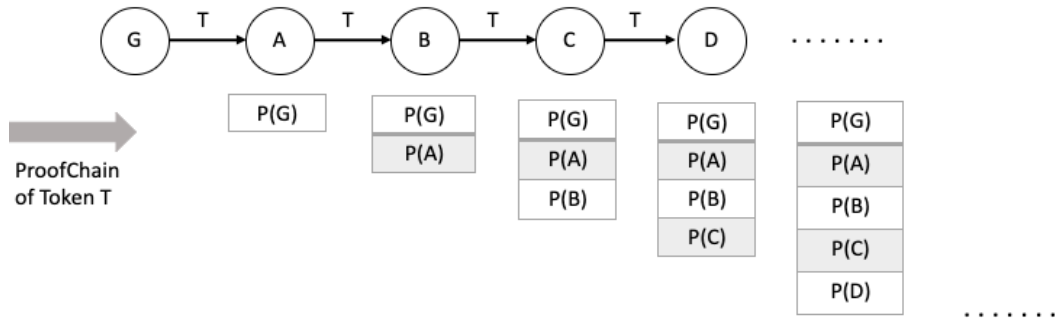 T T T T
G A B C D . . . . . . .
P(G) P(G) P(G) P(G) P(G)
P(A) P(A) P(A) P(A)
ProofChain
of Token T
P(B) P(B) P(B)
P(C) P(C)
P(D)
. . . . . . .